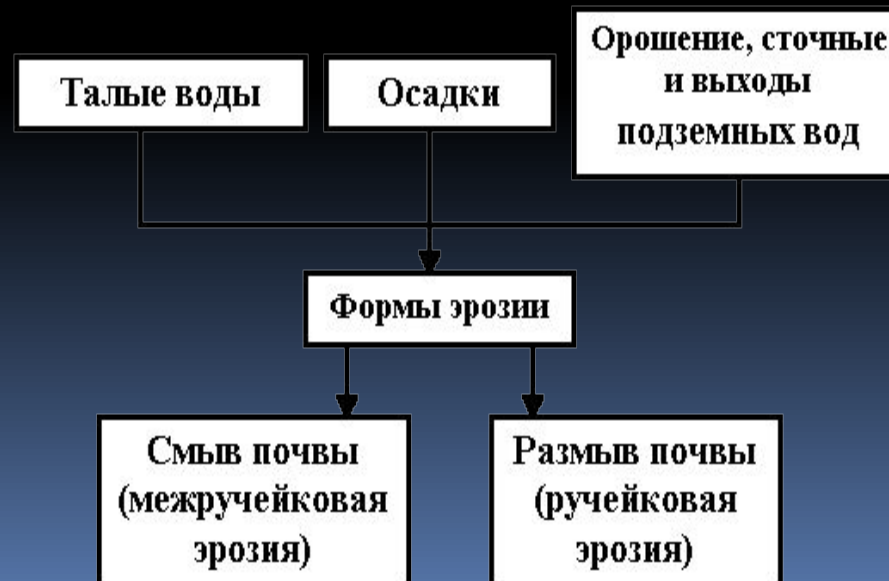 Талые воды
Осадки
Орошение, сточные
и выходы
подземных вод
Формы эрозии
Смыв почвы
(межручейковая
эрозия)
Размыв почвы
(ручейковая
эрозия)